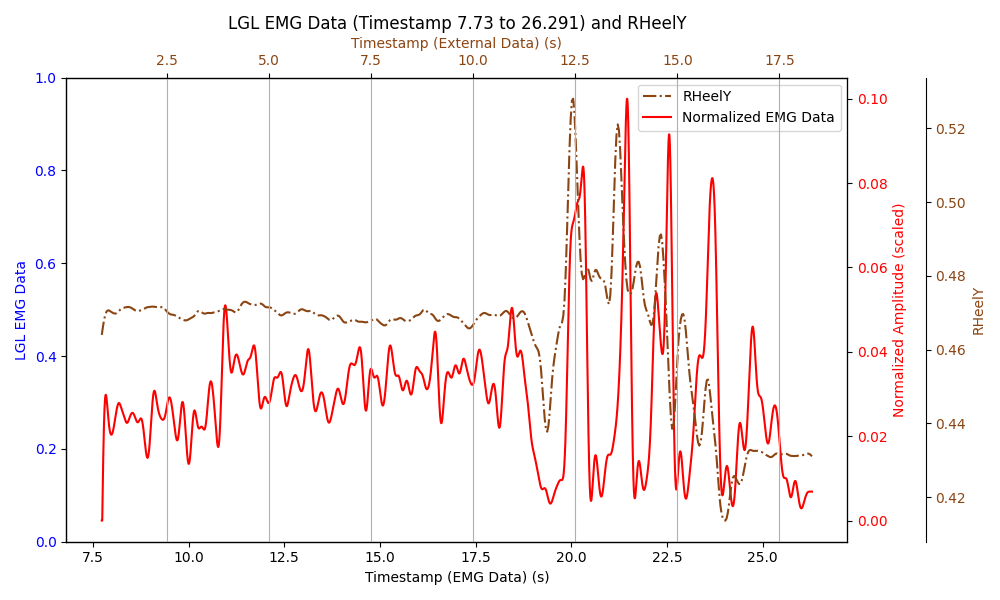 LGL EMG Data (Timestamp 7.73 to 26.291) and RHeelY
Timestamp (External Data) (s)
2.5 5.0 7.5 10.0 12.5 15.0 17.5
1.0
0.8
0.6
0.4
0.2
0.0
LGL EMG Data
RHeelY
Normalized EMG Data
0.10
0.08
0.06
0.04
0.02
0.00
Normalized Amplitude (scaled)
0.52
0.50
0.48
0.46
0.44
0.42
RHeelY
7.5 10.0 12.5 15.0 17.5 20.0 22.5 25.0
Timestamp (EMG Data) (s)